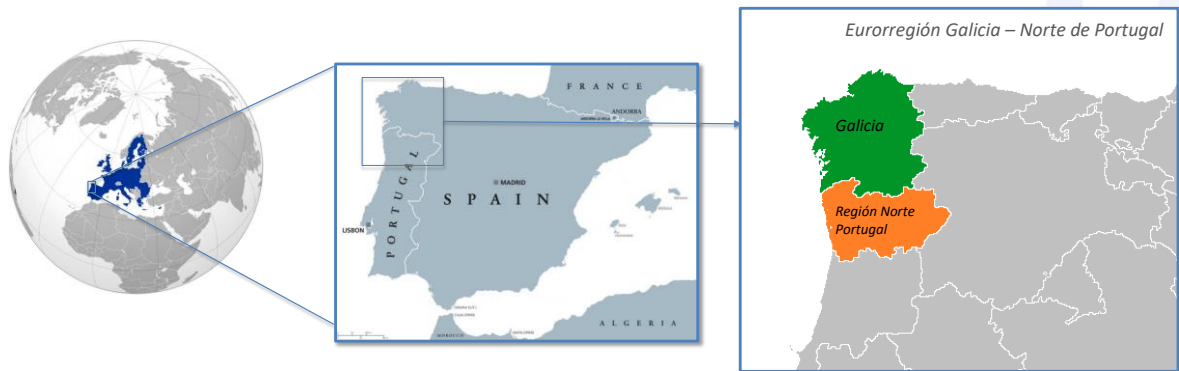 Eurorregión Galicia – Norte de Portugal
FRANCE
ANDORRA
MADRID
SPAIN
PORTUGAL
LISBON
ALGERIA
Galicia
Región Norte
Portugal